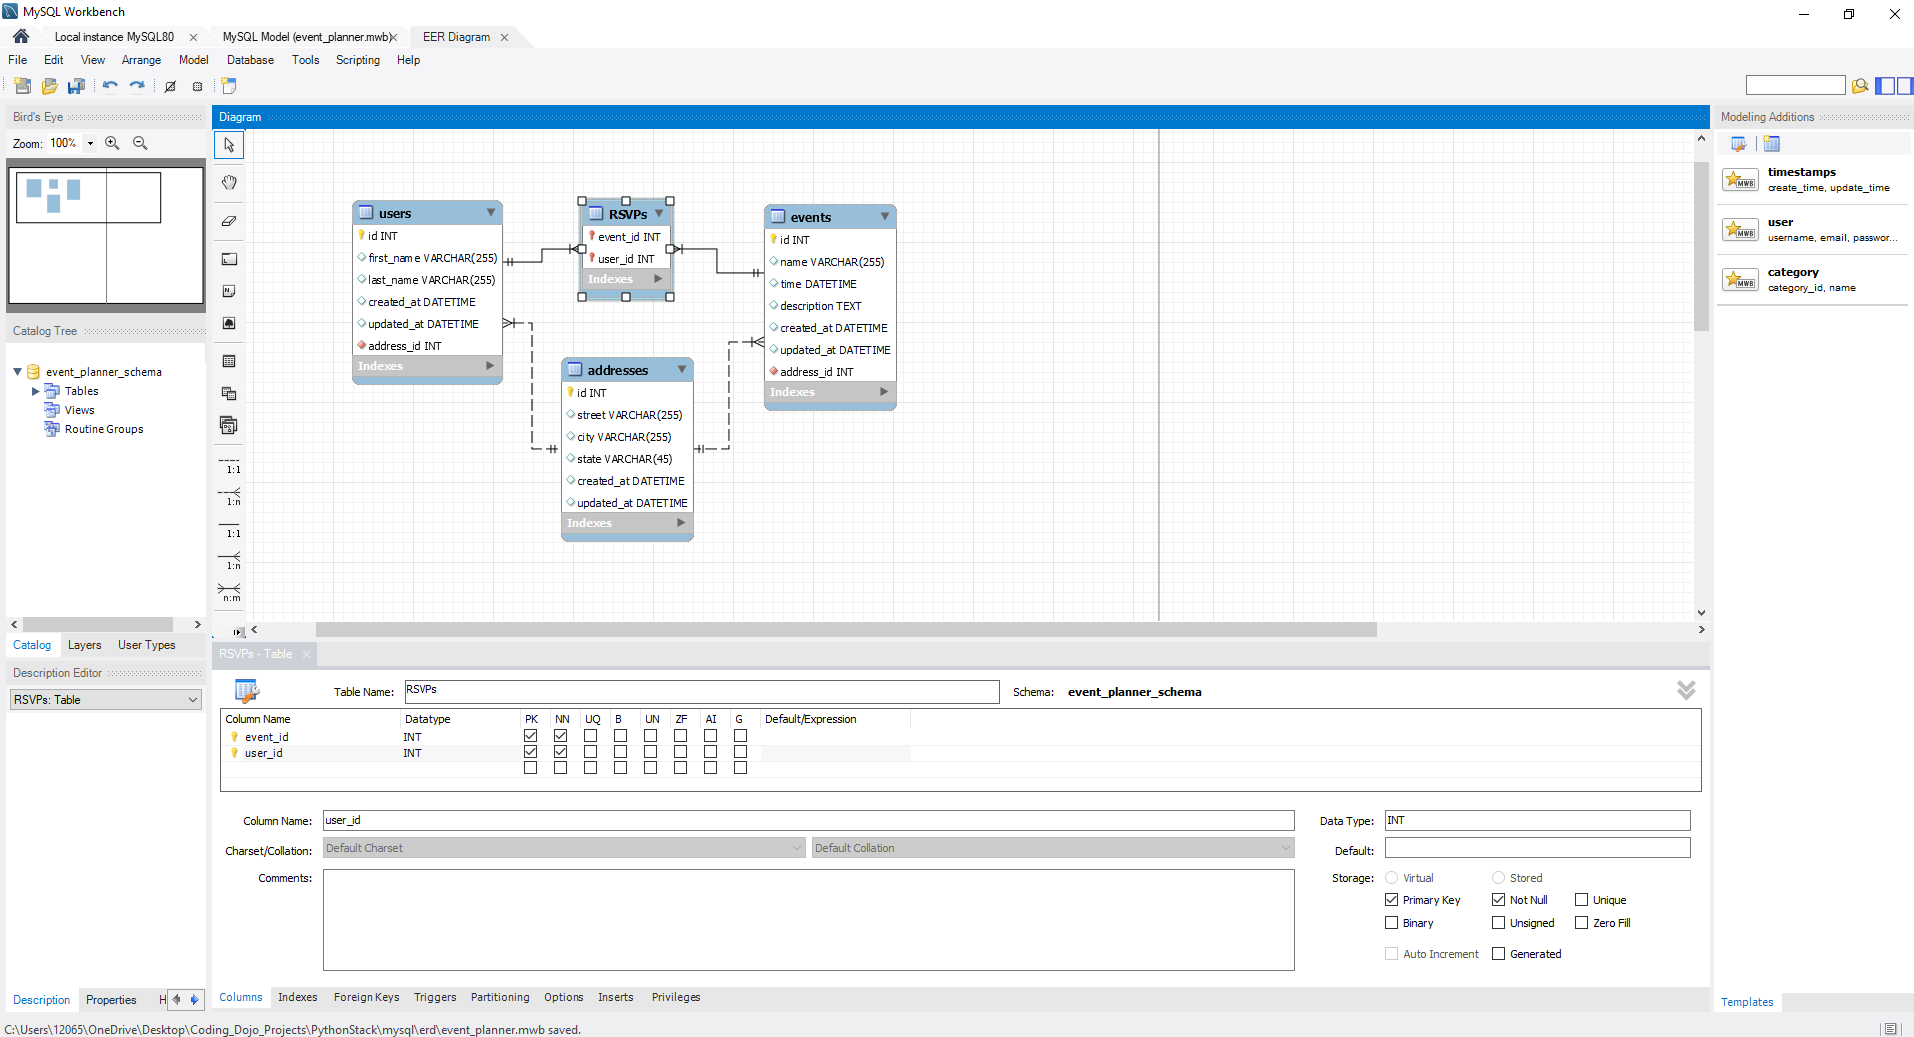 MySQL Workbench
Local instance MySQL80
MySQL Model (event_planner.mwb)
EER Diagram
File Edit View Arrange Model Database Tools Scripting Help
Bird's Eye
Zoom: 100%
Catalog Tree
event_planner_schema
Tables
Views
Routine Groups
Catalog Layers User Types
Description Editor
RSVPs: Table
Description Properties H
Diagram
1:1
1:n
1:1
1:n
n:m
users
id INT
first_name VARCHAR(255)
last_name VARCHAR(255)
created_at DATETIME
updated_at DATETIME
address_id INT
Indexes
RSVPs
event_id INT
user_id INT
Indexes
events
id INT
name VARCHAR(255)
time DATETIME
description TEXT
created_at DATETIME
updated_at DATETIME
address_id INT
Indexes
addresses
id INT
street VARCHAR(255)
city VARCHAR(255)
state VARCHAR(45)
created_at DATETIME
updated_at DATETIME
Indexes
Modeling Additions
timestamps
create_time, update_time
user
username, email, passwor...
category
category_id, name
Templates
RSVPs - Table
Table Name: RSVPs Schema: event_planner_schema
Column Name Datatype PK NN UQ B UN ZF AI G Default/Expression
event_id INT
user_id INT
Column Name: user_id Data Type: INT
Charset/Collation: Default Charset Default Collation Default:
Comments: Storage: Virtual Stored
Primary Key Not Null Unique
Binary Unsigned Zero Fill
Auto Increment Generated
Columns Indexes Foreign Keys Triggers Partitioning Options Inserts Privileges
C:\Users\12065\OneDrive\Desktop\Coding_Dojo_Projects\PythonStack\mysql\erd\event_planner.mwb saved.